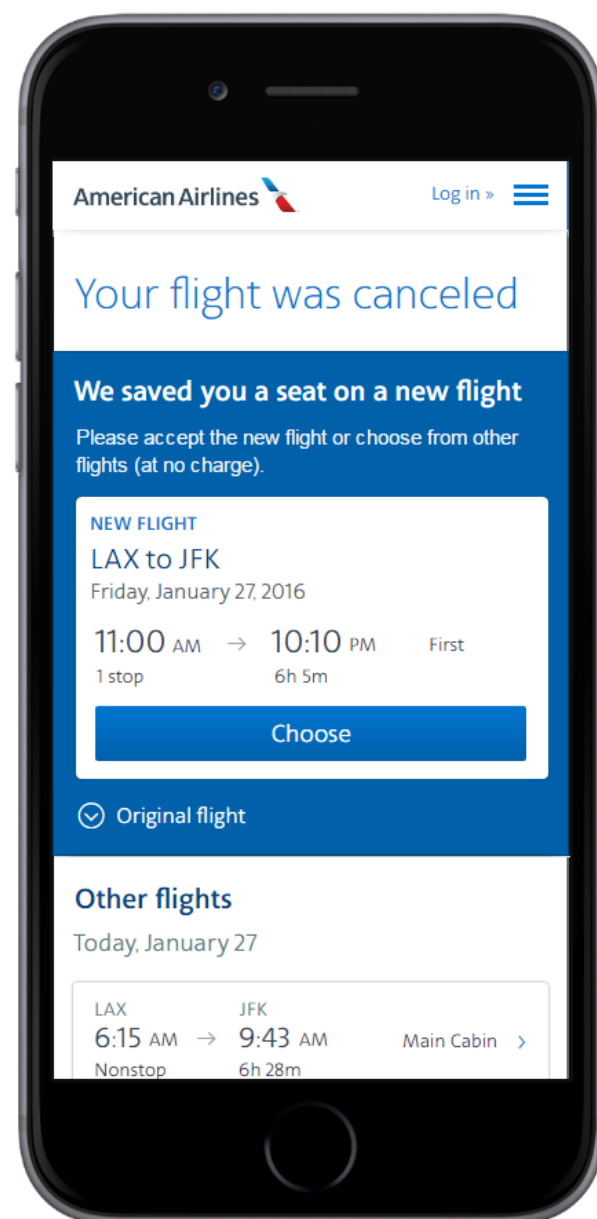 American Airlines
Log in »
Your flight was canceled
We saved you a seat on a new flight
Please accept the new flight or choose from other
flights (at no charge).
NEW FLIGHT
LAX to JFK
Friday, January 27, 2016
11:00 AM → 10:10 PM First
1 stop 6h 5m
Choose
Original flight
Other flights
Today, January 27
LAX JFK
6:15 AM → 9:43 AM Main Cabin >
Nonstop 6h 28m